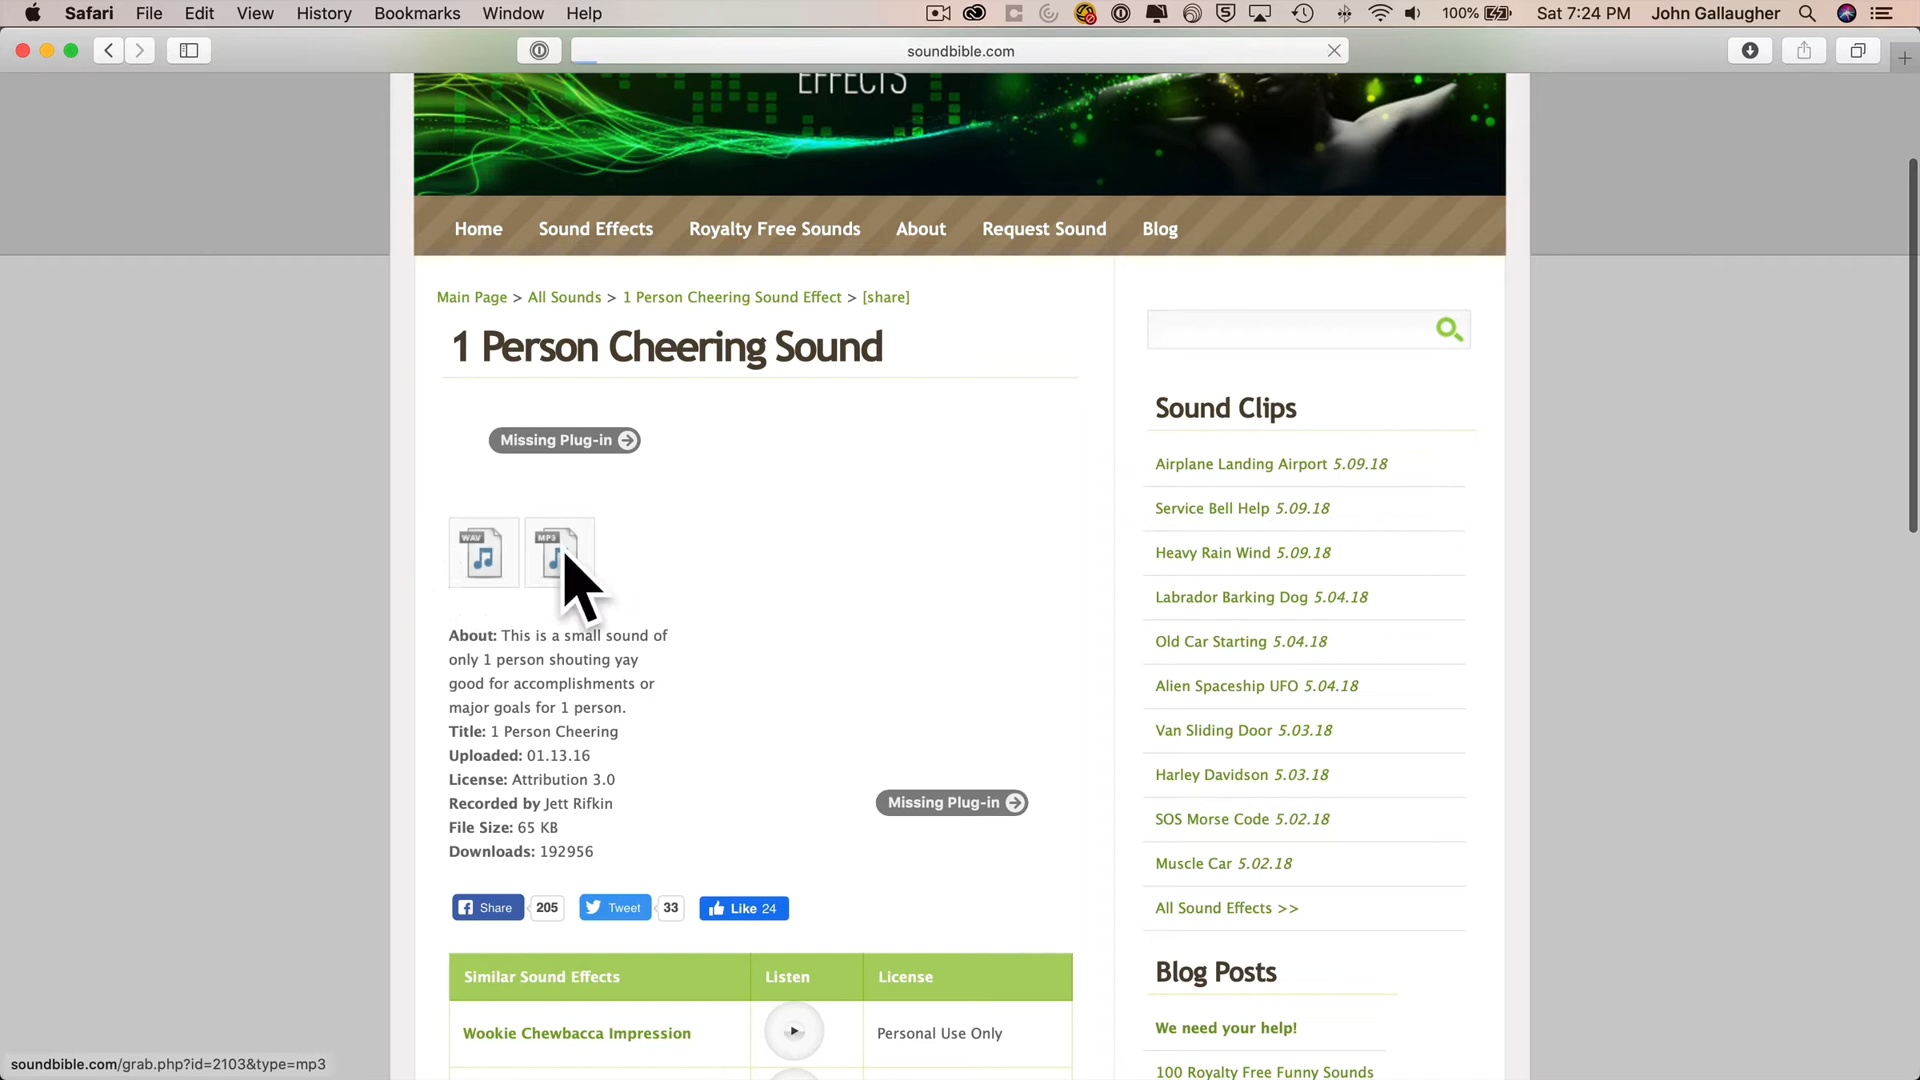 Safari File Edit View History Bookmarks Window Help 100% Sat 7:24 PM John Gallaugher
soundbible.com
EFFECTS
Home Sound Effects Royalty Free Sounds About Request Sound Blog
Main Page > All Sounds > 1 Person Cheering Sound Effect > [share]
1 Person Cheering Sound
Missing Plug-in
WAV MP3
About: This is a small sound of
only 1 person shouting yay
good for accomplishments or
major goals for 1 person.
Title: 1 Person Cheering
Uploaded: 01.13.16
License: Attribution 3.0
Recorded by Jett Rifkin
File Size: 65 KB
Downloads: 192956
Missing Plug-in
Share 205 Tweet 33 Like 24
Similar Sound Effects Listen License
Wookie Chewbacca Impression Personal Use Only
Sound Clips
Airplane Landing Airport 5.09.18
Service Bell Help 5.09.18
Heavy Rain Wind 5.09.18
Labrador Barking Dog 5.04.18
Old Car Starting 5.04.18
Alien Spaceship UFO 5.04.18
Van Sliding Door 5.03.18
Harley Davidson 5.03.18
SOS Morse Code 5.02.18
Muscle Car 5.02.18
All Sound Effects >>
Blog Posts
We need your help!
100 Royalty Free Funny Sounds
soundbible.com/grab.php?id=2103&type=mp3